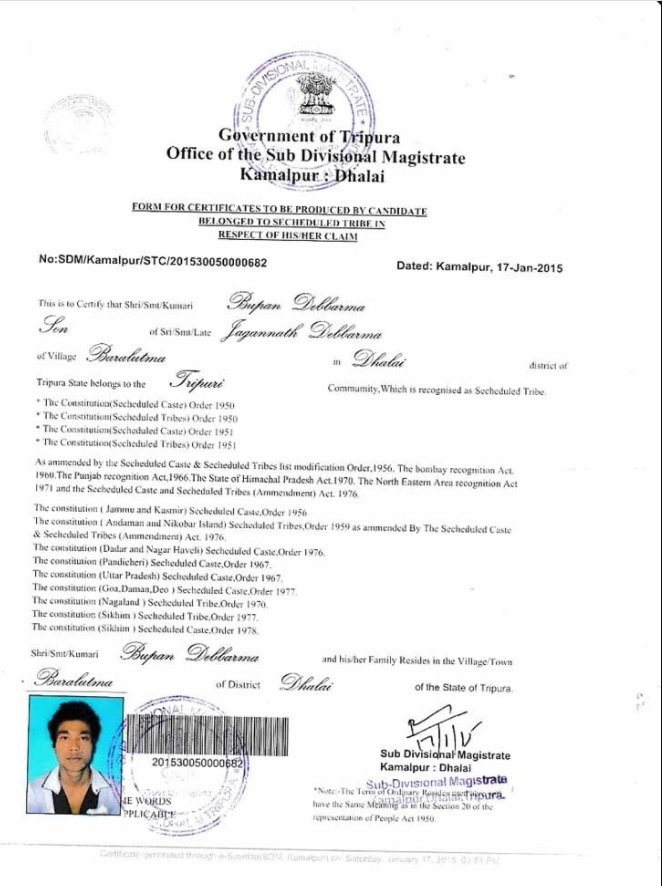 SUB-DIVISIONAL MAGISTRATE
Government of Tripura
Office of the Sub Divisional Magistrate
Kamalpur : Dhalai
FORM FOR CERTIFICATES TO BE PRODUCED BY CANDIDATE
BELONGED TO SECHEDULED TRIBE IN
RESPECT OF HIS/HER CLAIM
No:SDM/Kamalpur/STC/201530050000682 Dated: Kamalpur, 17-Jan-2015
This is to Certify that Shri/Smt/Kumari Bupan Debbarma
Son of Sri/Smt/Late Jagannath Debbarma
of Village Baralutma in Dhalai district of
Tripura State belongs to the Tripuri Community,Which is recognised as Secheduled Tribe.
* The Constitution(Secheduled Caste) Order 1950
* The Constitution(Secheduled Tribes) Order 1950
* The Constitution(Secheduled Caste) Order 1951
* The Constitution(Secheduled Tribes) Order 1951
As ammended by the Secheduled Caste & Secheduled Tribes list modification Order,1956. The bombay recognition Act.
1960.The Punjab recognition Act,1966.The State of Himachal Pradesh Act.1970. The North Eastern Area recognition Act
1971 and the Secheduled Caste and Secheduled Tribes (Ammendment) Act. 1976.
The constitution ( Jammu and Kasmir) Secheduled Caste,Order 1956
The constitution ( Andaman and Nikobar Island) Secheduled Tribes,Order 1959 as ammended By The Secheduled Caste
& Secheduled Tribes (Ammendment) Act. 1976.
The constitution (Dadar and Nagar Haveli) Secheduled Caste,Order 1976.
The constitution (Pandicheri) Secheduled Caste,Order 1967.
The constitution (Uttar Pradesh) Secheduled Caste,Order 1967.
The constitution (Goa,Daman,Deo ) Secheduled Caste,Order 1977.
The constitution (Nagaland ) Secheduled Tribe,Order 1970.
The constitution (Sikhim ) Secheduled Tribe,Order 1977.
The constitution (Sikhim ) Secheduled Caste,Order 1978.
Shri/Smt/Kumari Bupan Debbarma and his/her Family Resides in the Village/Town
Baralutma of District Dhalai of the State of Tripura.
201530050000682
17/1/15
Sub Divisional Magistrate
Kamalpur : Dhalai
Sub-Divisional Magistrate
Kamalpur, Dhalai, Tripura.
*Note:-The Term of Ordinary
have the Same Meaning as in the Section 20 of the
representation of People Act 1950.
E WORDS
PPLICABLE
Certificate generated through e-Suvidha(SDM, Kamalpur) on Saturday, January 17, 2015, 03:51 PM